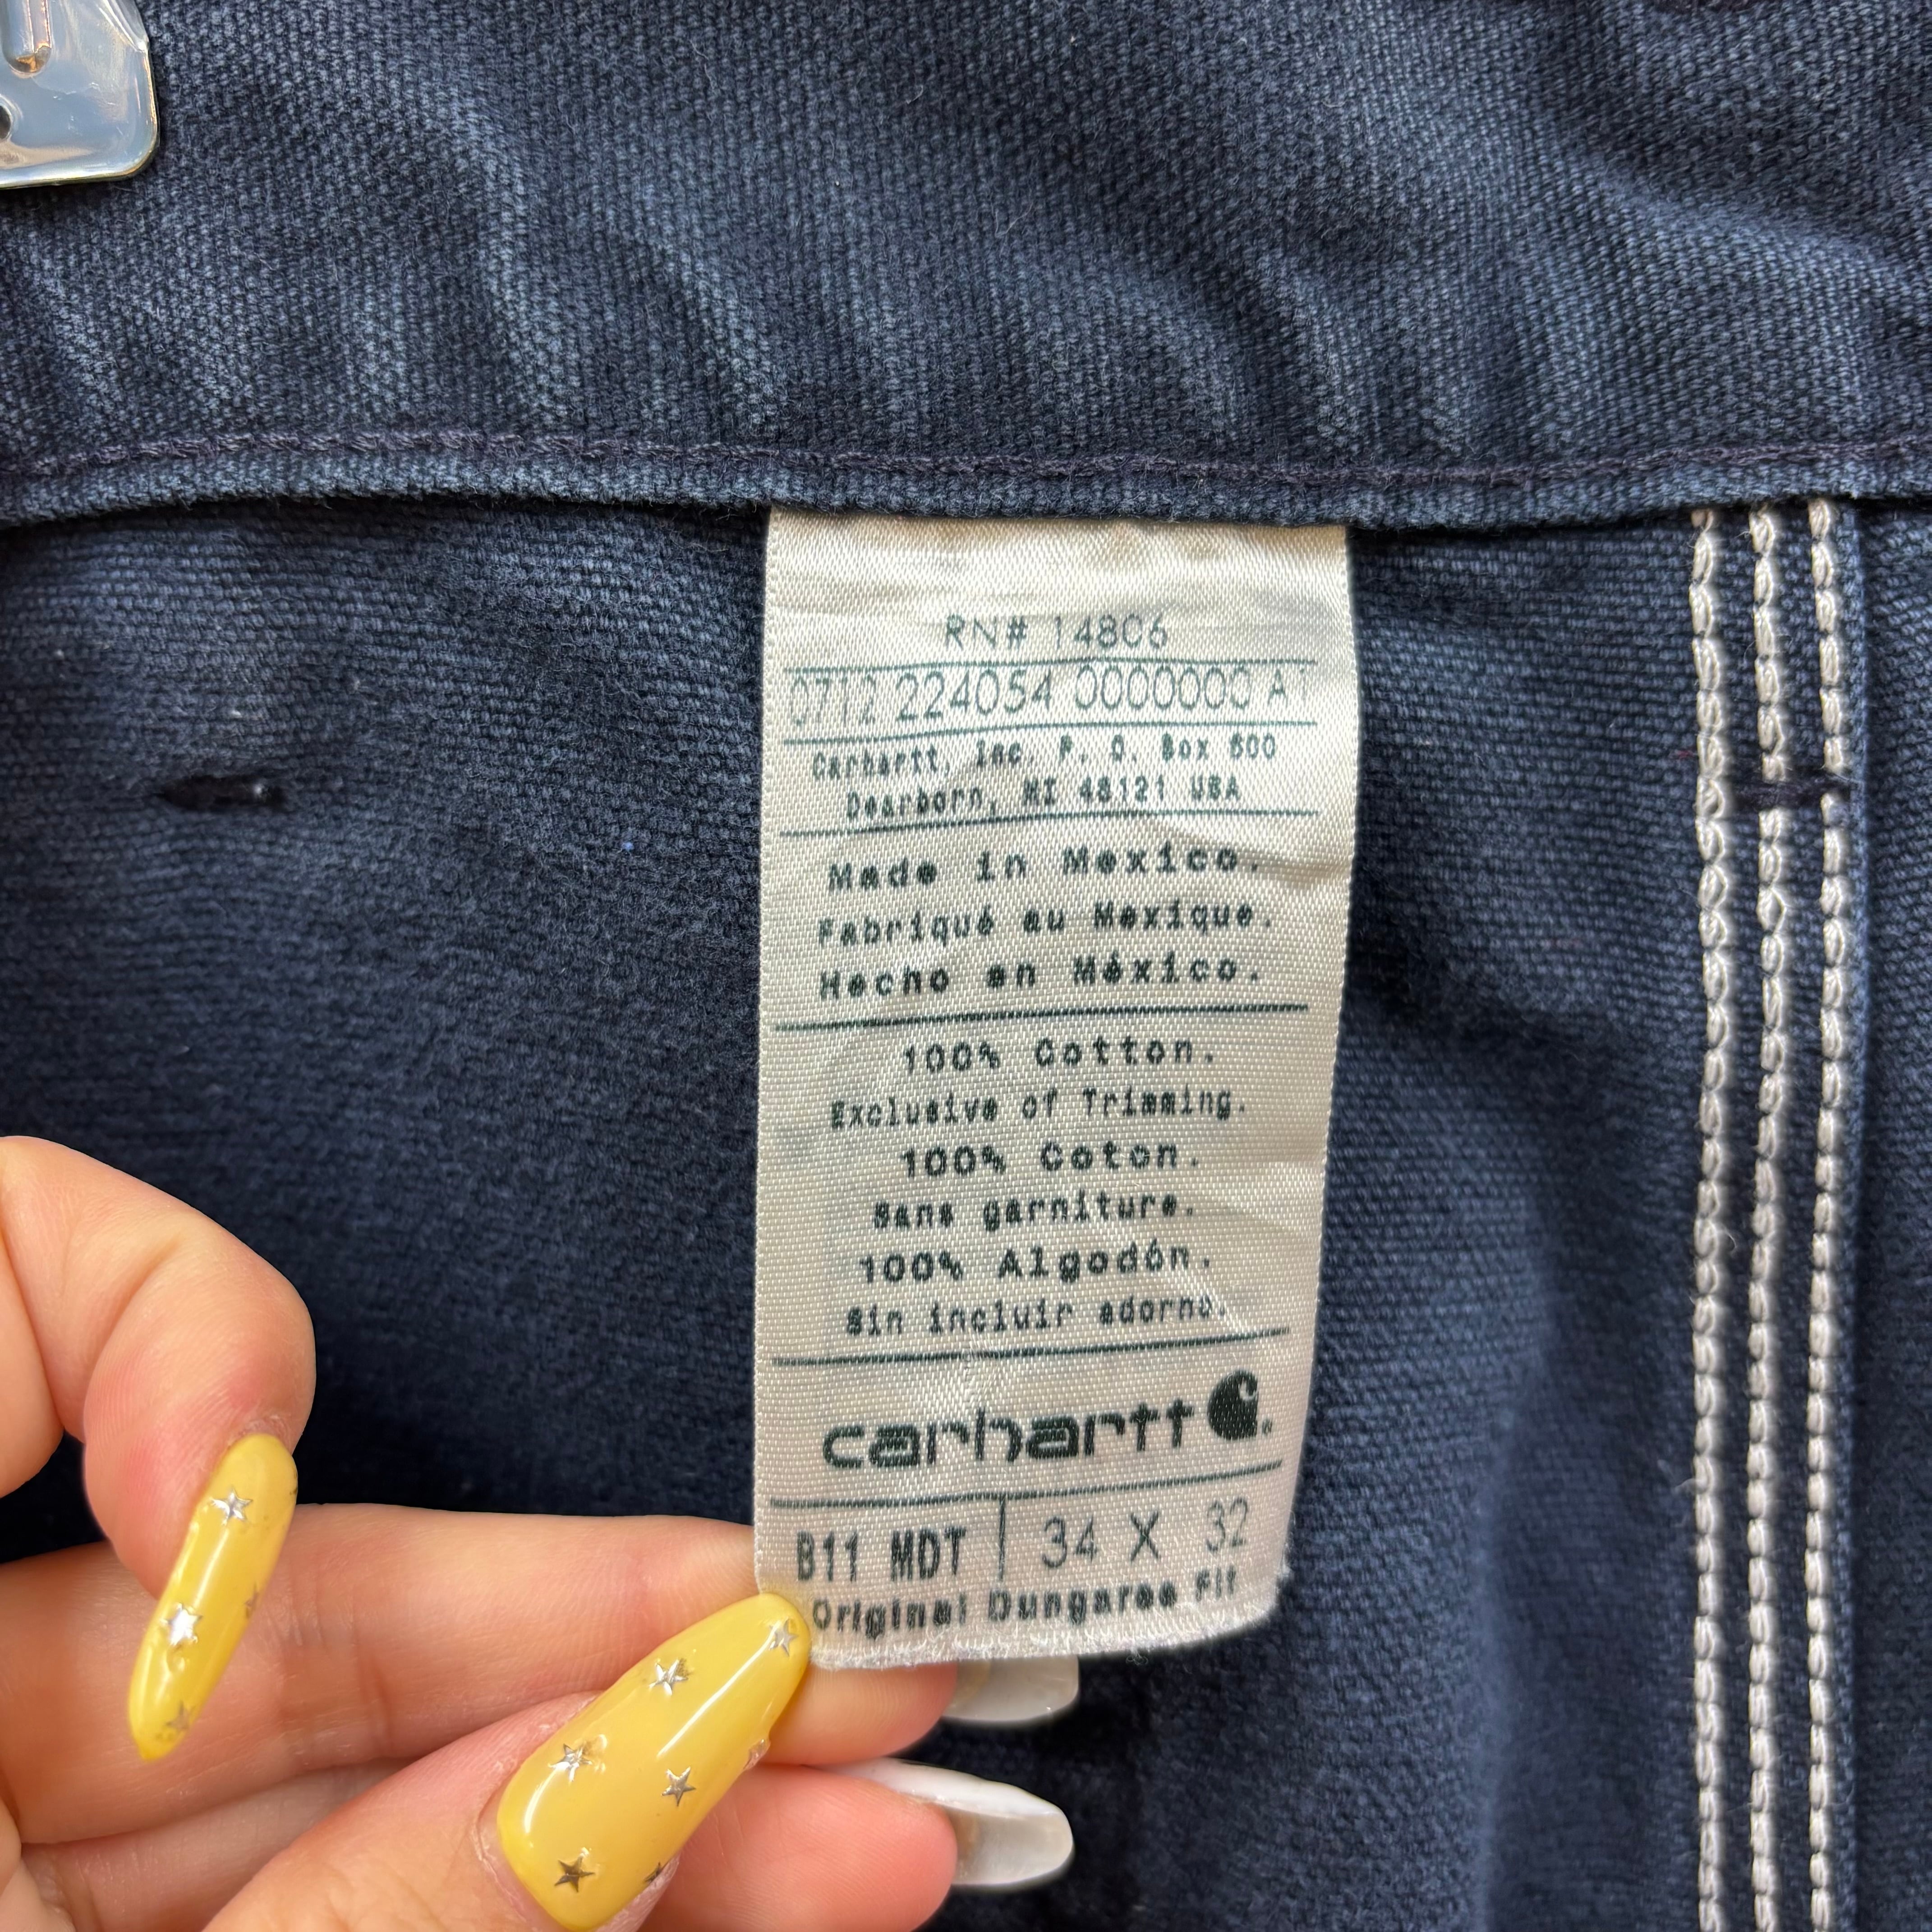 RN# 14806
0712 224054 0000000 A1
Carhartt, Inc. P. O. Box 600
Dearborn, MI 48121 USA
Made in Mexico.
Fabriqué au Mexique.
Hecho en México.
100% Cotton.
Exclusive of Trimming.
100% Coton.
Sans garniture.
100% Algodón.
Sin incluir adorno.
carhartt
B11 MDT | 34 X 32
Original Dungaree Fit